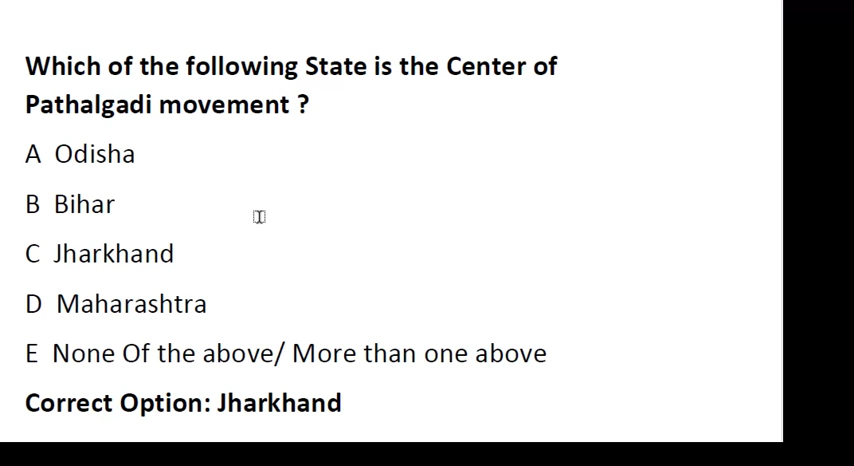 Which of the following State is the Center of
Pathalgadi movement ?
A Odisha
B Bihar
C Jharkhand
D Maharashtra
E None Of the above/ More than one above
Correct Option: Jharkhand